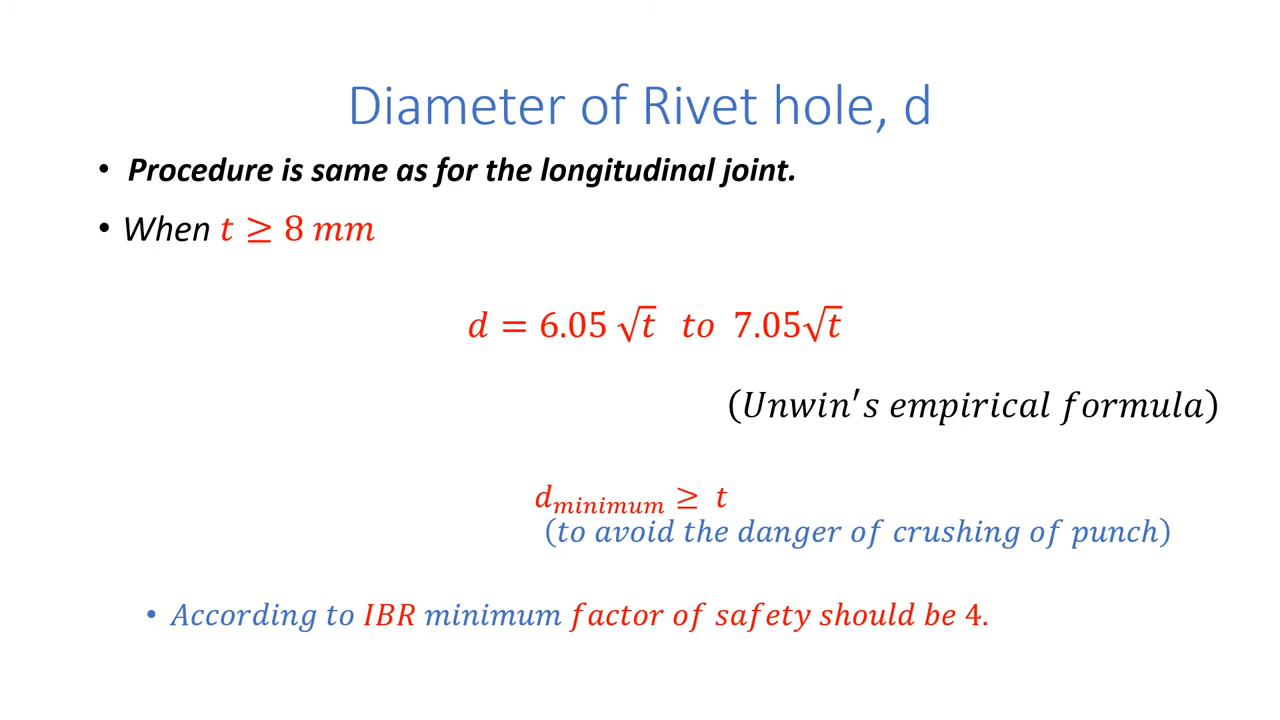 Diameter of Rivet hole, d
• Procedure is same as for the longitudinal joint.
• When t ≥ 8 mm
d = 6.05 √t to 7.05√t
(Unwin′s empirical formula)
d_minimum ≥ t
(to avoid the danger of crushing of punch)
• According to IBR minimum factor of safety should be 4.